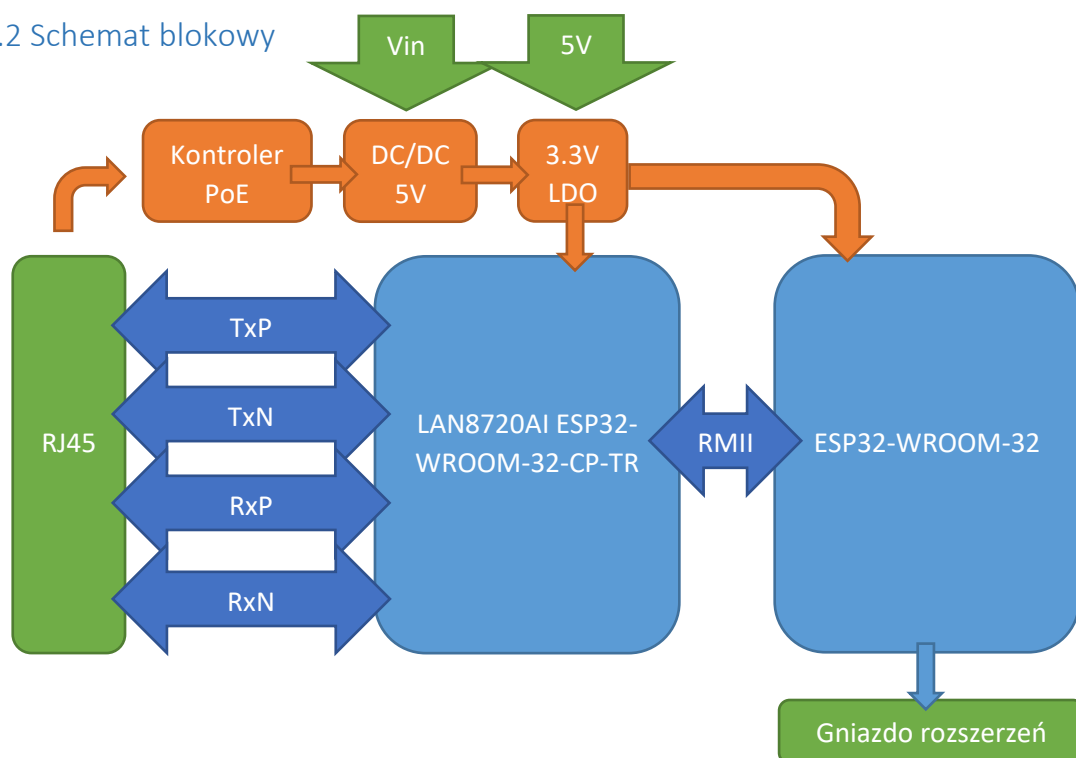 .2 Schemat blokowy
Vin
5V
Kontroler
PoE
DC/DC
5V
3.3V
LDO
RJ45
TxP
TxN
RxP
RxN
LAN8720AI ESP32-
WROOM-32-CP-TR
RMII
ESP32-WROOM-32
Gniazdo rozszerzeń